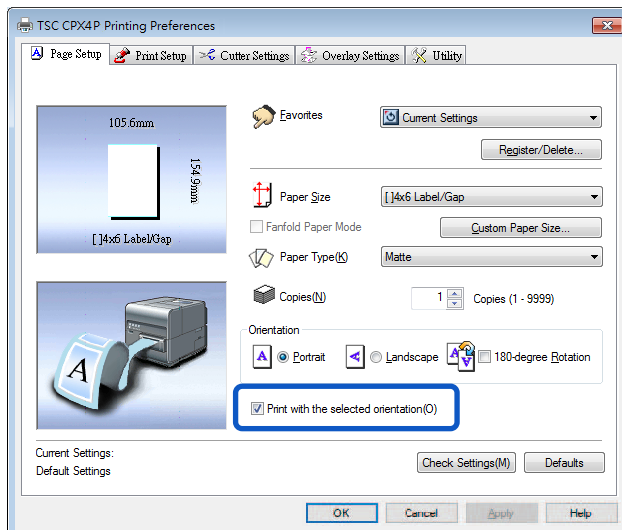 TSC CPX4P Printing Preferences
Page Setup
Print Setup
Cutter Settings
Overlay Settings
Utility
105.6mm
154.9mm
[ ]4x6 Label/Gap
Favorites
Current Settings
Register/Delete...
Paper Size
[ ]4x6 Label/Gap
Fanfold Paper Mode
Custom Paper Size...
Paper Type(K)
Matte
Copies(N)
1
Copies (1 - 9999)
Orientation
A
Portrait
A
Landscape
A A
180-degree Rotation
A
Print with the selected orientation(O)
Current Settings:
Default Settings
Check Settings(M)
Defaults
OK
Cancel
Apply
Help